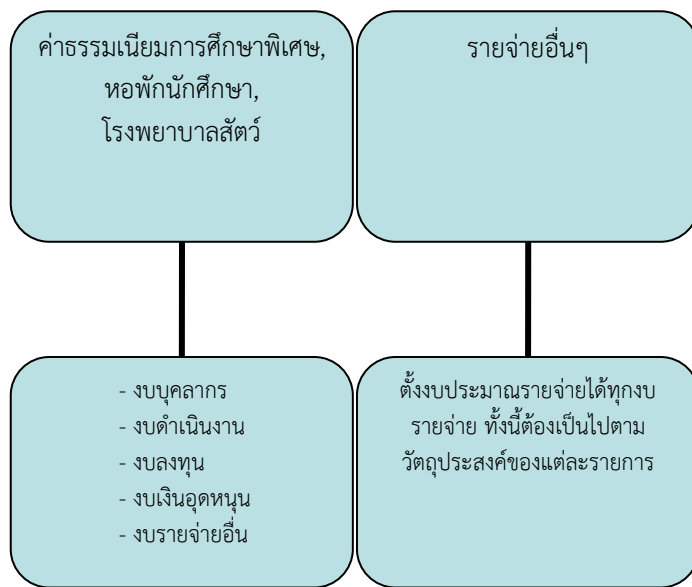 ค่าธรรมเนียมการศึกษาพิเศษ,
หอพักนักศึกษา,
โรงพยาบาลสัตว์
รายจ่ายอื่นๆ
- งบบุคลากร
- งบดำเนินงาน
- งบลงทุน
- งบเงินอุดหนุน
- งบรายจ่ายอื่น
ตั้งงบประมาณรายจ่ายได้ทุกงบ
รายจ่าย ทั้งนี้ต้องเป็นไปตาม
วัตถุประสงค์ของแต่ละรายการ